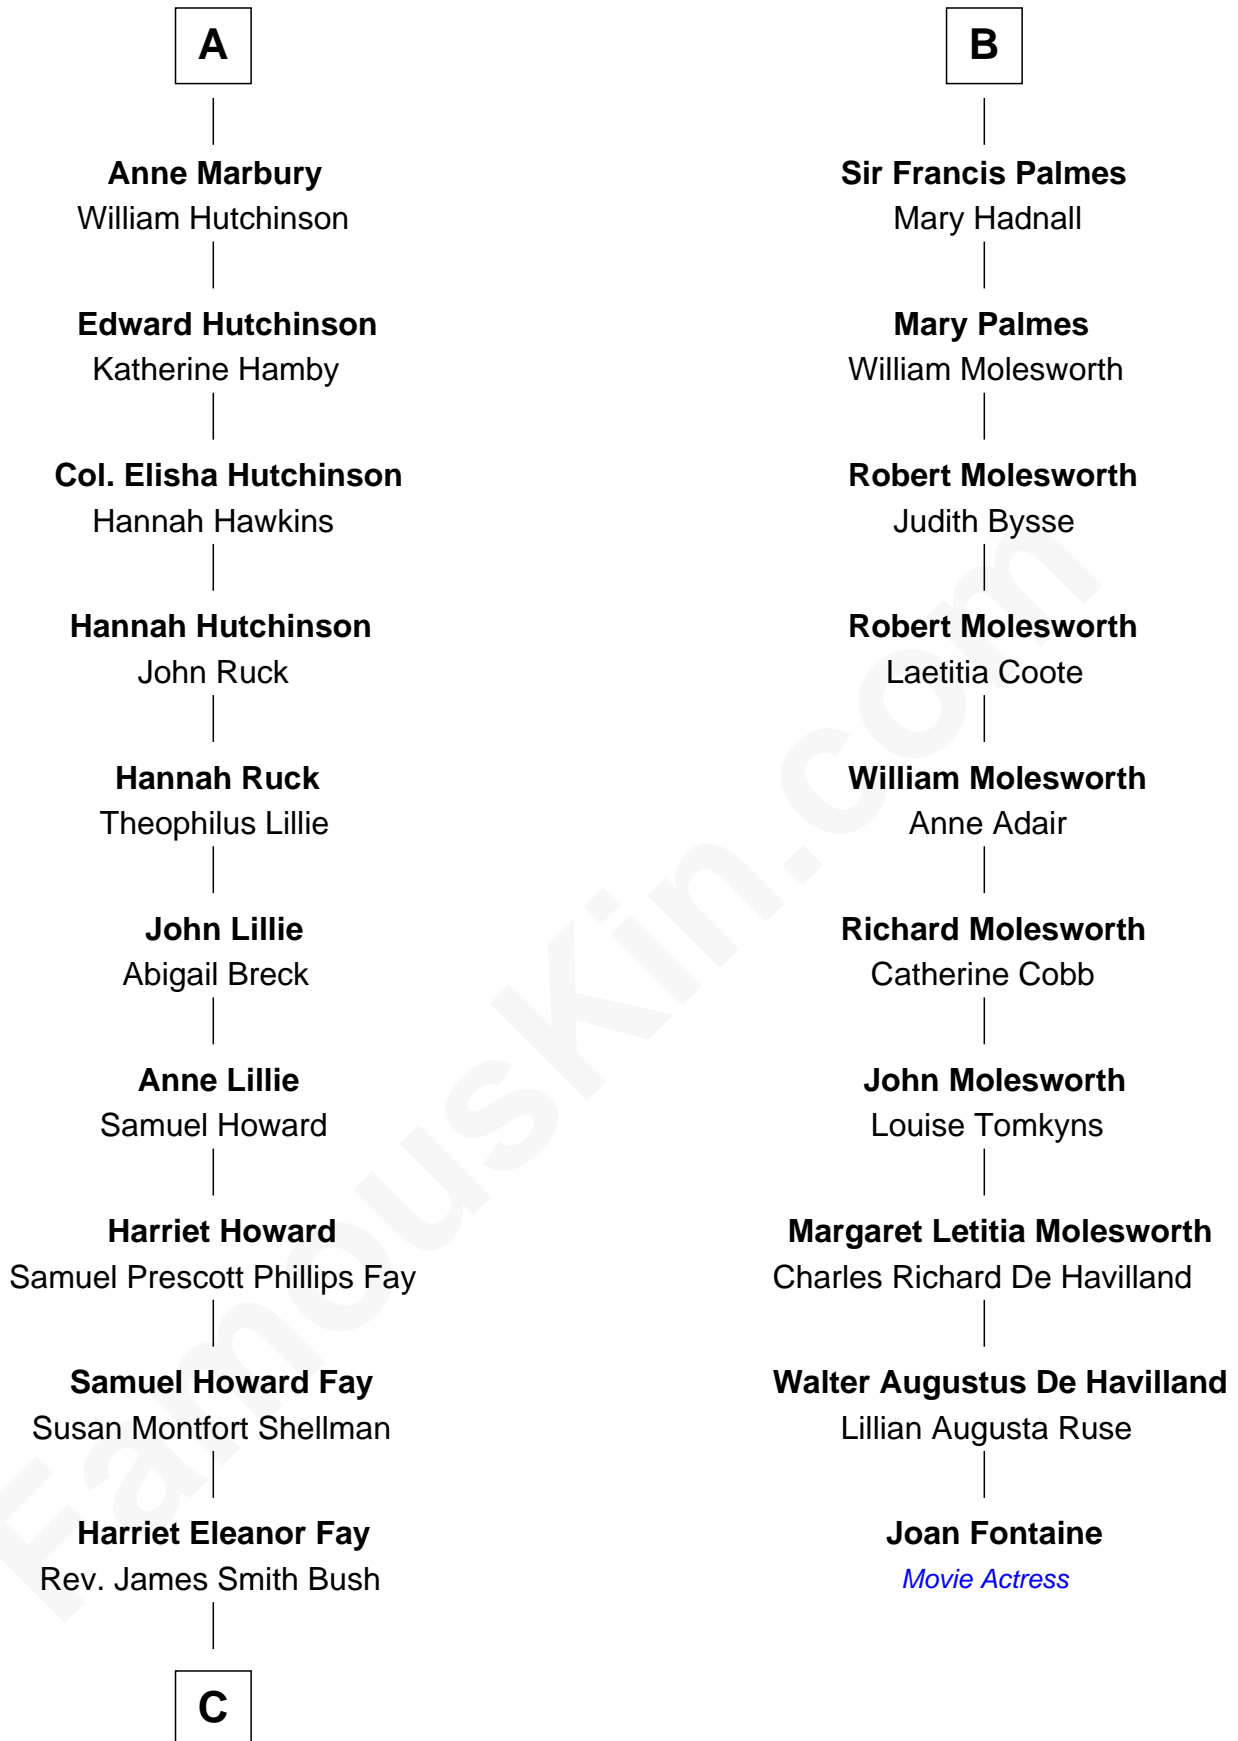 A
Anne Marbury
William Hutchinson
Edward Hutchinson
Katherine Hamby
Col. Elisha Hutchinson
Hannah Hawkins
Hannah Hutchinson
John Ruck
Hannah Ruck
Theophilus Lillie
John Lillie
Abigail Breck
Anne Lillie
Samuel Howard
Harriet Howard
Samuel Prescott Phillips Fay
Samuel Howard Fay
Susan Montfort Shellman
Harriet Eleanor Fay
Rev. James Smith Bush
C
B
Sir Francis Palmes
Mary Hadnall
Mary Palmes
William Molesworth
Robert Molesworth
Judith Bysse
Robert Molesworth
Laetitia Coote
William Molesworth
Anne Adair
Richard Molesworth
Catherine Cobb
John Molesworth
Louise Tomkyns
Margaret Letitia Molesworth
Charles Richard De Havilland
Walter Augustus De Havilland
Lillian Augusta Ruse
Joan Fontaine
Movie Actress
FamousKin.com